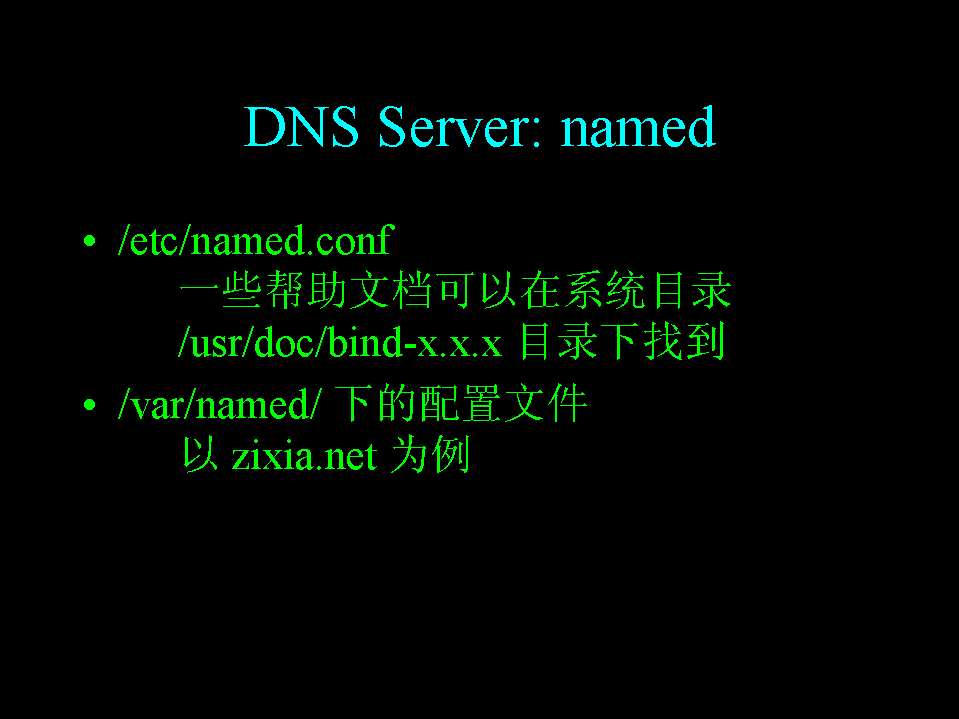 DNS Server: named
• /etc/named.conf
一些帮助文档可以在系统目录
/usr/doc/bind-x.x.x 目录下找到
• /var/named/ 下的配置文件
以 zixia.net 为例